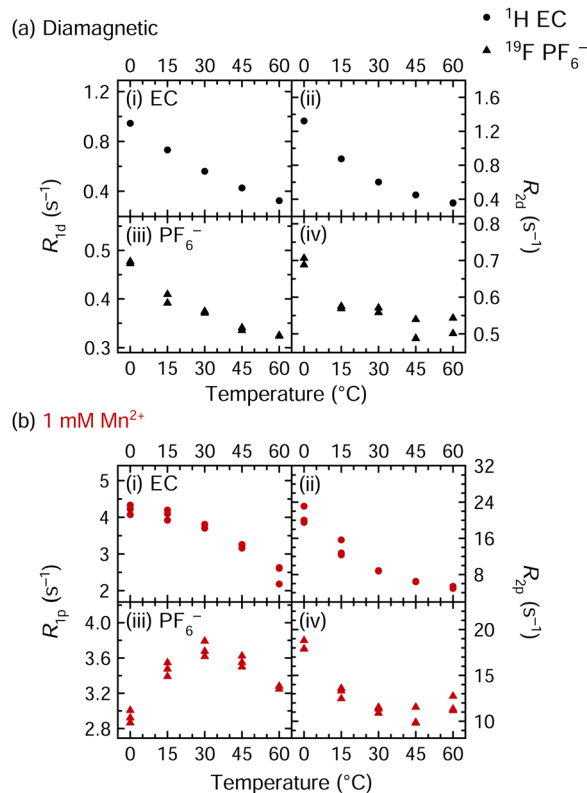 ● ¹H EC
(a) Diamagnetic
▲ ¹⁹F PF₆⁻
0 15 30 45 60 0 15 30 45 60
(i) EC
(ii)
1.2
0.8
0.4
1.6
1.2
0.8
0.4
R₁d (s⁻¹)
R₂d (s⁻¹)
(iii) PF₆⁻
(iv)
0.5
0.4
0.3
0.8
0.7
0.6
0.5
0 15 30 45 60 0 15 30 45 60
Temperature (°C)
(b) 1 mM Mn²⁺
0 15 30 45 60 0 15 30 45 60
(i) EC
(ii)
5
4
3
2
32
24
16
8
R₁p (s⁻¹)
R₂p (s⁻¹)
(iii) PF₆⁻
(iv)
4.0
3.6
3.2
2.8
20
15
10
0 15 30 45 60 0 15 30 45 60
Temperature (°C)